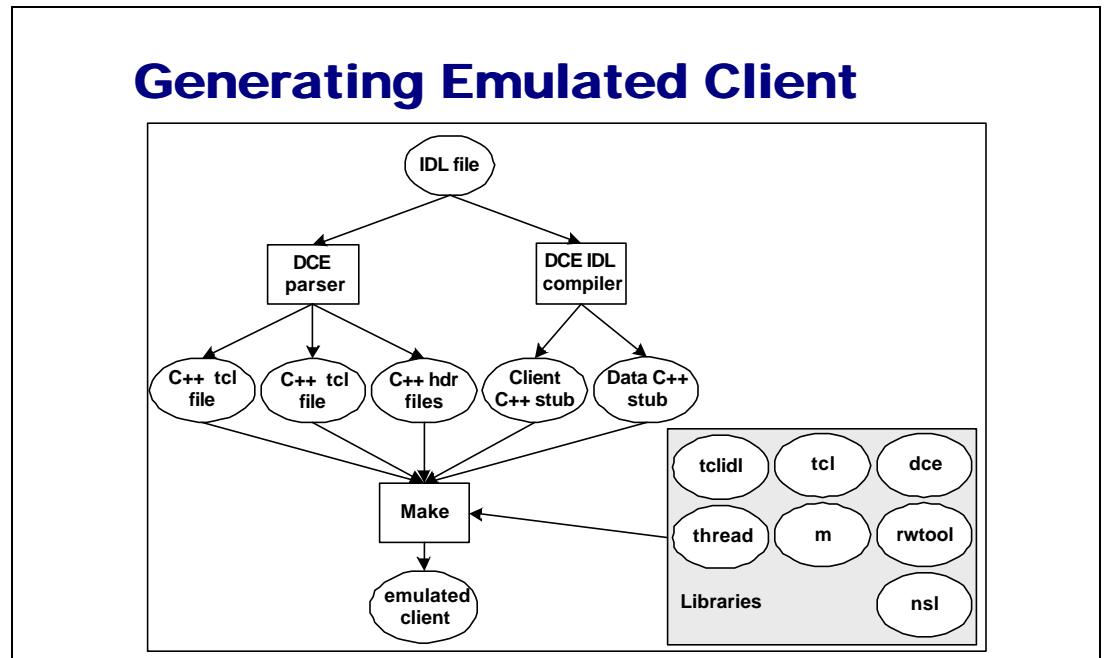 Generating Emulated Client
IDL file
DCE
parser
DCE IDL
compiler
C++ tcl
file
C++ tcl
file
C++ hdr
files
Client
C++ stub
Data C++
stub
tclidl
tcl
dce
Make
thread
m
rwtool
emulated
client
Libraries
nsl